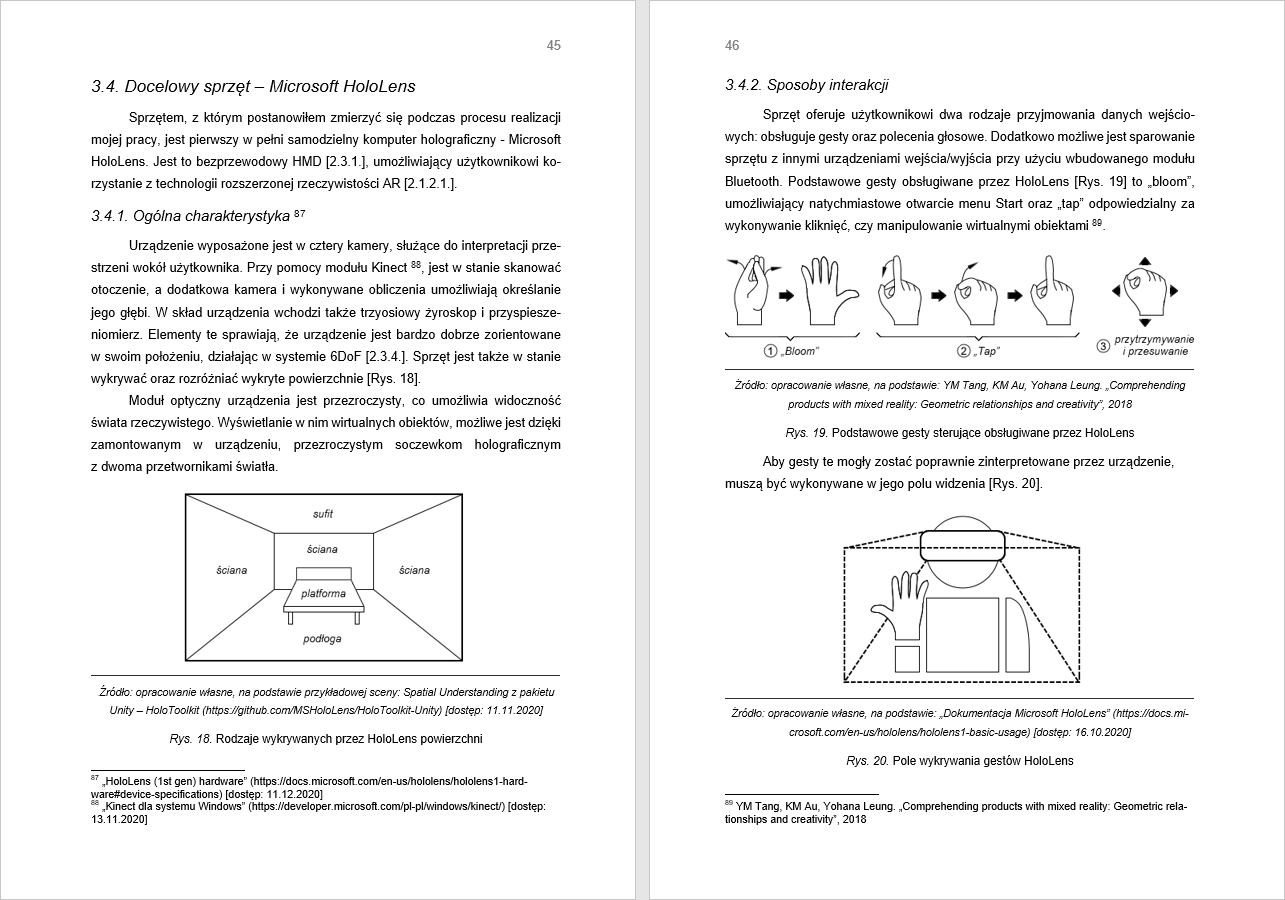 45
3.4. Docelowy sprzęt – Microsoft HoloLens
Sprzętem, z którym postanowiłem zmierzyć się podczas procesu realizacji
mojej pracy, jest pierwszy w pełni samodzielny komputer holograficzny - Microsoft
HoloLens. Jest to bezprzewodowy HMD [2.3.1.], umożliwiający użytkownikowi ko-
rzystanie z technologii rozszerzonej rzeczywistości AR [2.1.2.1.].
3.4.1. Ogólna charakterystyka 87
Urządzenie wyposażone jest w cztery kamery, służące do interpretacji prze-
strzeni wokół użytkownika. Przy pomocy modułu Kinect 88, jest w stanie skanować
otoczenie, a dodatkowa kamera i wykonywane obliczenia umożliwiają określanie
jego głębi. W skład urządzenia wchodzi także trzyosiowy żyroskop i przyspiesze-
niomierz. Elementy te sprawiają, że urządzenie jest bardzo dobrze zorientowane
w swoim położeniu, działając w systemie 6DoF [2.3.4.]. Sprzęt jest także w stanie
wykrywać oraz rozróżniać wykryte powierzchnie [Rys. 18].
Moduł optyczny urządzenia jest przezroczysty, co umożliwia widoczność
świata rzeczywistego. Wyświetlanie w nim wirtualnych obiektów, możliwe jest dzięki
zamontowanym w urządzeniu, przezroczystym soczewkom holograficznym
z dwoma przetwornikami światła.
sufit
ściana
ściana
ściana
platforma
podłoga
Źródło: opracowanie własne, na podstawie przykładowej sceny: Spatial Understanding z pakietu
Unity – HoloToolkit (https://github.com/MSHoloLens/HoloToolkit-Unity) [dostęp: 11.11.2020]
Rys. 18. Rodzaje wykrywanych przez HoloLens powierzchni
87 „HoloLens (1st gen) hardware” (https://docs.microsoft.com/en-us/hololens/hololens1-hard-
ware#device-specifications) [dostęp: 11.12.2020]
88 „Kinect dla systemu Windows” (https://developer.microsoft.com/pl-pl/windows/kinect/) [dostęp:
13.11.2020]
46
3.4.2. Sposoby interakcji
Sprzęt oferuje użytkownikowi dwa rodzaje przyjmowania danych wejścio-
wych: obsługuje gesty oraz polecenia głosowe. Dodatkowo możliwe jest sparowanie
sprzętu z innymi urządzeniami wejścia/wyjścia przy użyciu wbudowanego modułu
Bluetooth. Podstawowe gesty obsługiwane przez HoloLens [Rys. 19] to „bloom”,
umożliwiający natychmiastowe otwarcie menu Start oraz „tap” odpowiedzialny za
wykonywanie kliknięć, czy manipulowanie wirtualnymi obiektami 89.
1 „Bloom”
2 „Tap”
3 przytrzymywanie
i przesuwanie
Źródło: opracowanie własne, na podstawie: YM Tang, KM Au, Yohana Leung. „Comprehending
products with mixed reality: Geometric relationships and creativity”, 2018
Rys. 19. Podstawowe gesty sterujące obsługiwane przez HoloLens
Aby gesty te mogły zostać poprawnie zinterpretowane przez urządzenie,
muszą być wykonywane w jego polu widzenia [Rys. 20].
Źródło: opracowanie własne, na podstawie: „Dokumentacja Microsoft HoloLens” (https://docs.mi-
crosoft.com/en-us/hololens/hololens1-basic-usage) [dostęp: 16.10.2020]
Rys. 20. Pole wykrywania gestów HoloLens
89 YM Tang, KM Au, Yohana Leung. „Comprehending products with mixed reality: Geometric rela-
tionships and creativity”, 2018